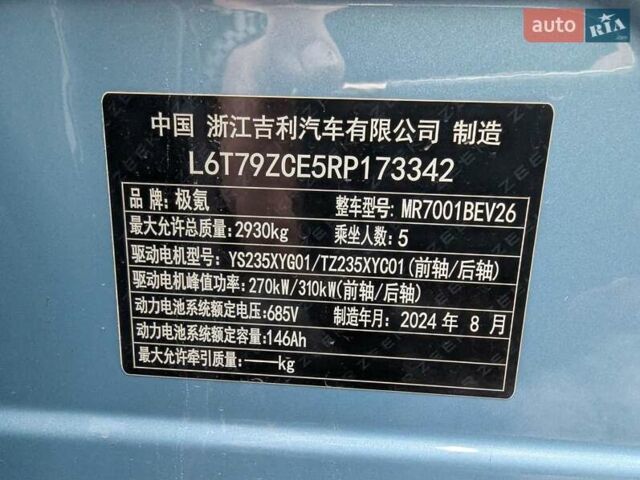 AUTO RIA
中国 浙江吉利汽车有限公司 制造
L6T79ZCE5RP173342
品牌: 极氪 整车型号: MR7001BEV26
最大允许总质量: 2930kg 乘坐人数: 5
驱动电机型号: YS235XYG01/TZ235XYC01(前轴/后轴)
驱动电机峰值功率: 270kW/310kW(前轴/后轴)
动力电池系统额定电压: 685V 制造年月: 2024 年 8 月
动力电池系统额定容量: 146Ah
最大允许牵引质量: ——kg